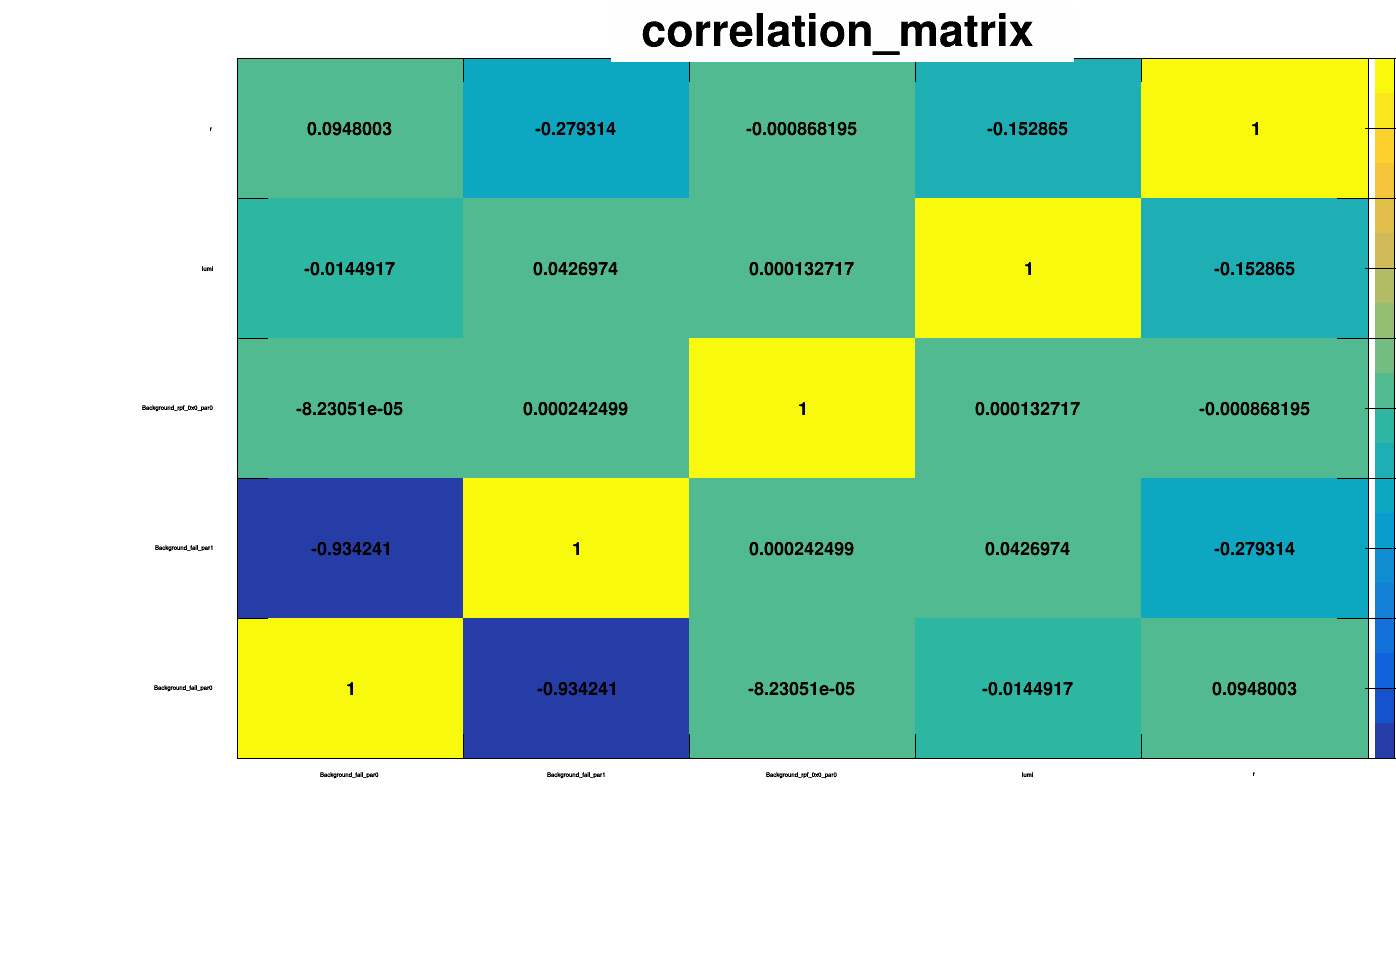 correlation_matrix
r 0.0948003 -0.279314 -0.000868195 -0.152865 1
lumi -0.0144917 0.0426974 0.000132717 1 -0.152865
Background_rpf_0x0_par0 -8.23051e-05 0.000242499 1 0.000132717 -0.000868195
Background_fail_par1 -0.934241 1 0.000242499 0.0426974 -0.279314
Background_fail_par0 1 -0.934241 -8.23051e-05 -0.0144917 0.0948003
Background_fail_par0 Background_fail_par1 Background_rpf_0x0_par0 lumi r